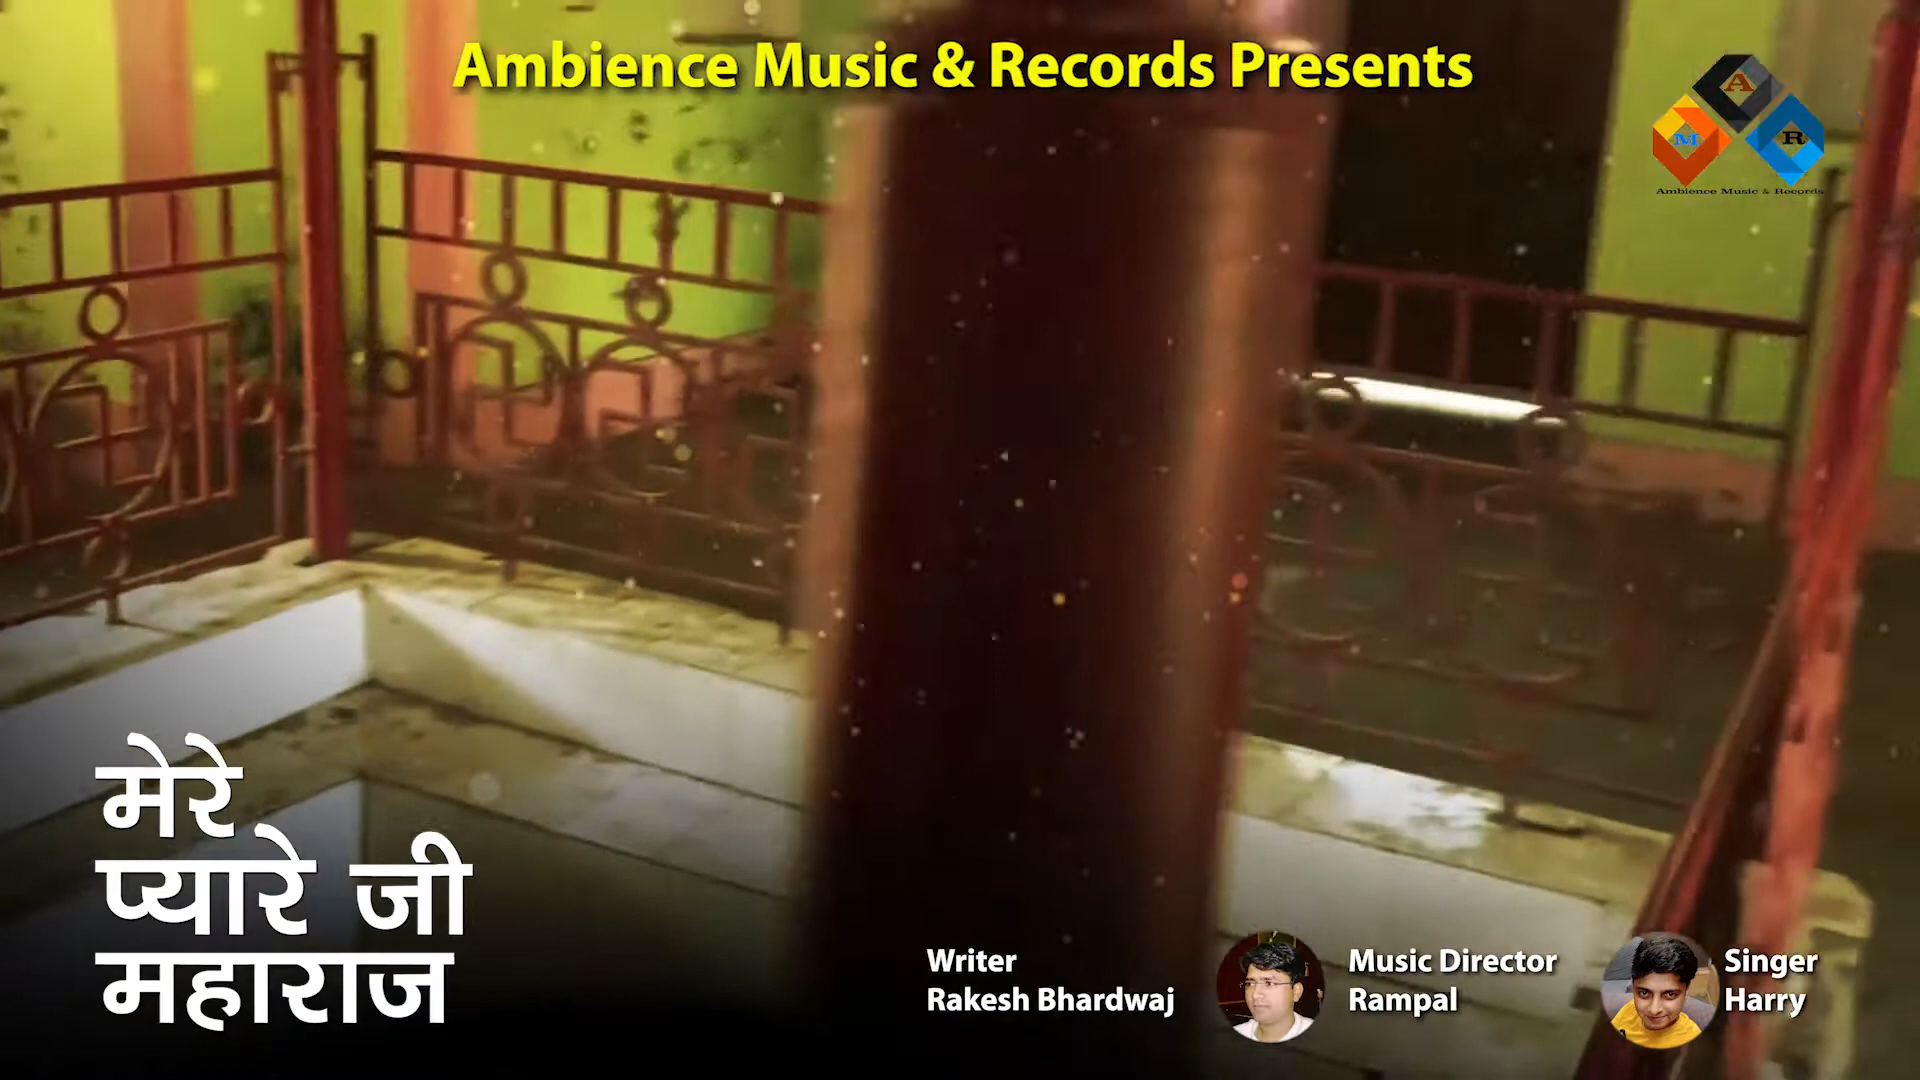 Ambience Music & Records Presents
A
M
R
Ambience Music & Records
मेरे
प्यारे जी
महाराज
Writer
Rakesh Bhardwaj
Music Director
Rampal
Singer
Harry